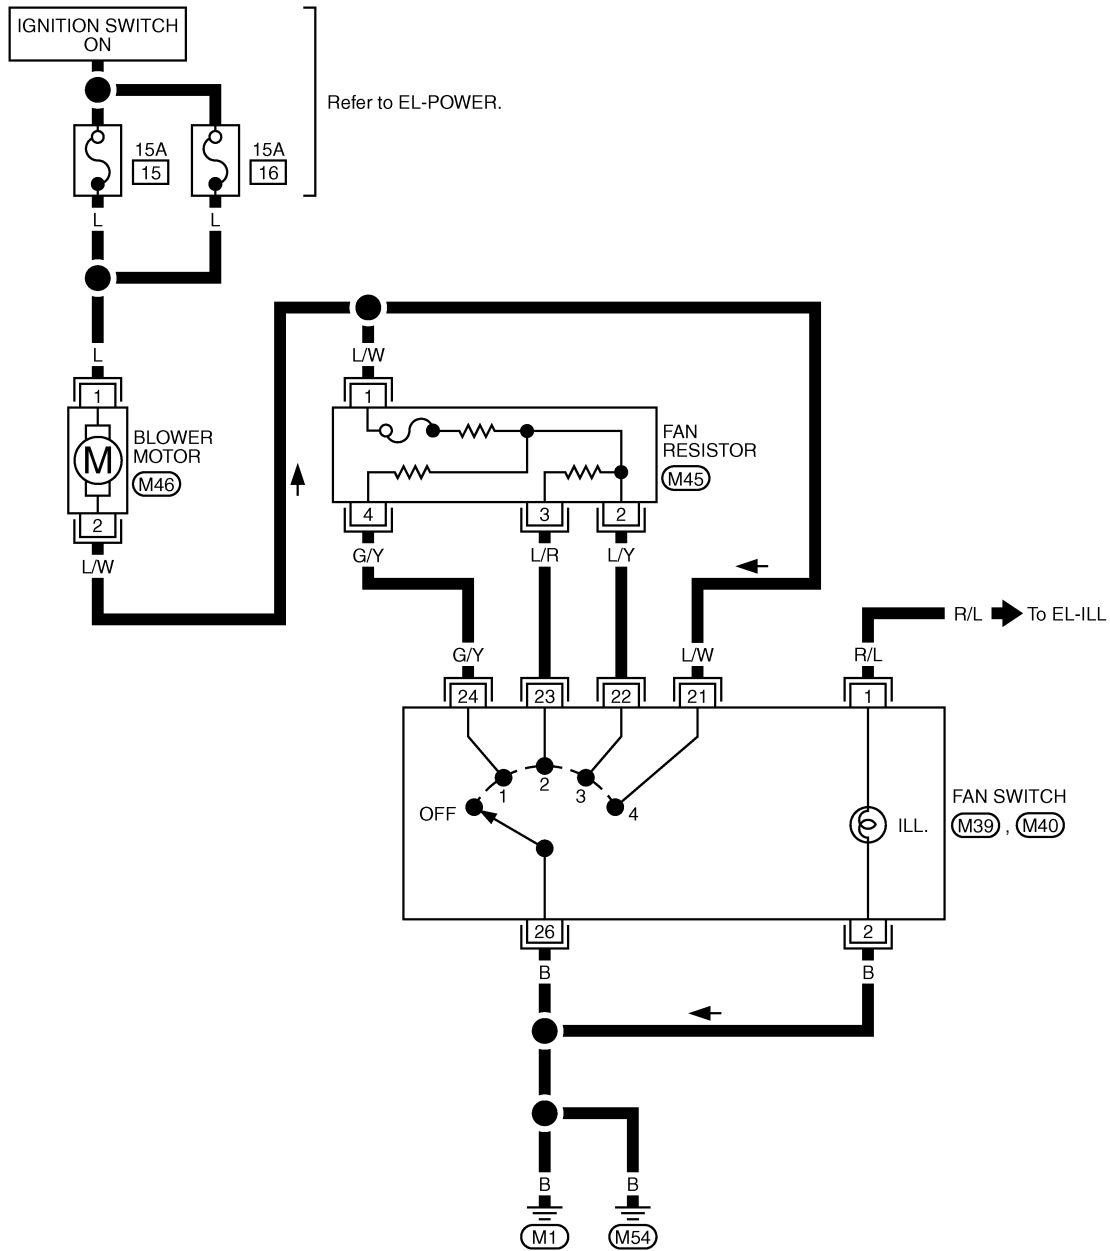 IGNITION SWITCH
ON
Refer to EL-POWER.
15A
15
15A
16
L
L
L
L/W
1
1
BLOWER
MOTOR
M
M46
FAN
RESISTOR
M45
2
4
3
2
L/W
G/Y
L/R
L/Y
R/L
To EL-ILL
G/Y
L/W
R/L
24
23
22
21
1
1
2
3
4
OFF
ILL.
FAN SWITCH
M39 , M40
26
2
B
B
B
B
M1
M54